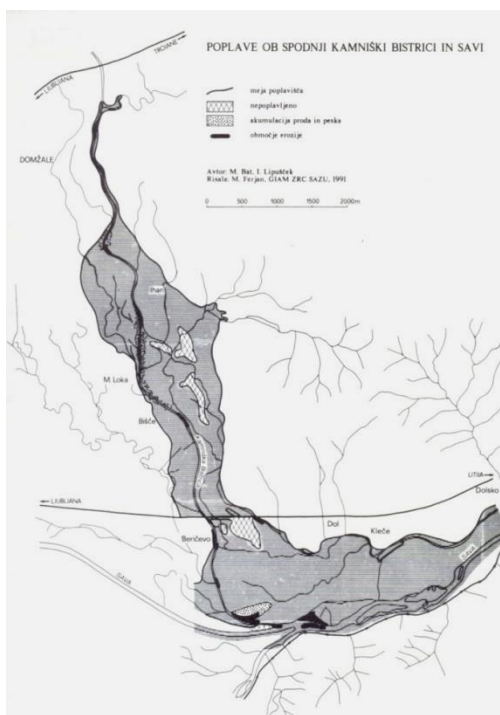 POPLAVE OB SPODNJI KAMNIŠKI BISTRICI IN SAVI
meja poplavišča
nepoplavljeno
akumulacija proda in peska
območje erozije
Avtor: M. Bat, I. Lipušček
Risala: M. Ferjan, GIAM ZRC SAZU, 1991
0 500 1000 1500 2000m
TROJANE
LJUBLJANA
DOMŽALE
Ihan
M. Loka
Bišče
LJUBLJANA
LITIJA
Dolsko
Dol
Kleče
Beričevo
SAVA
SAVA